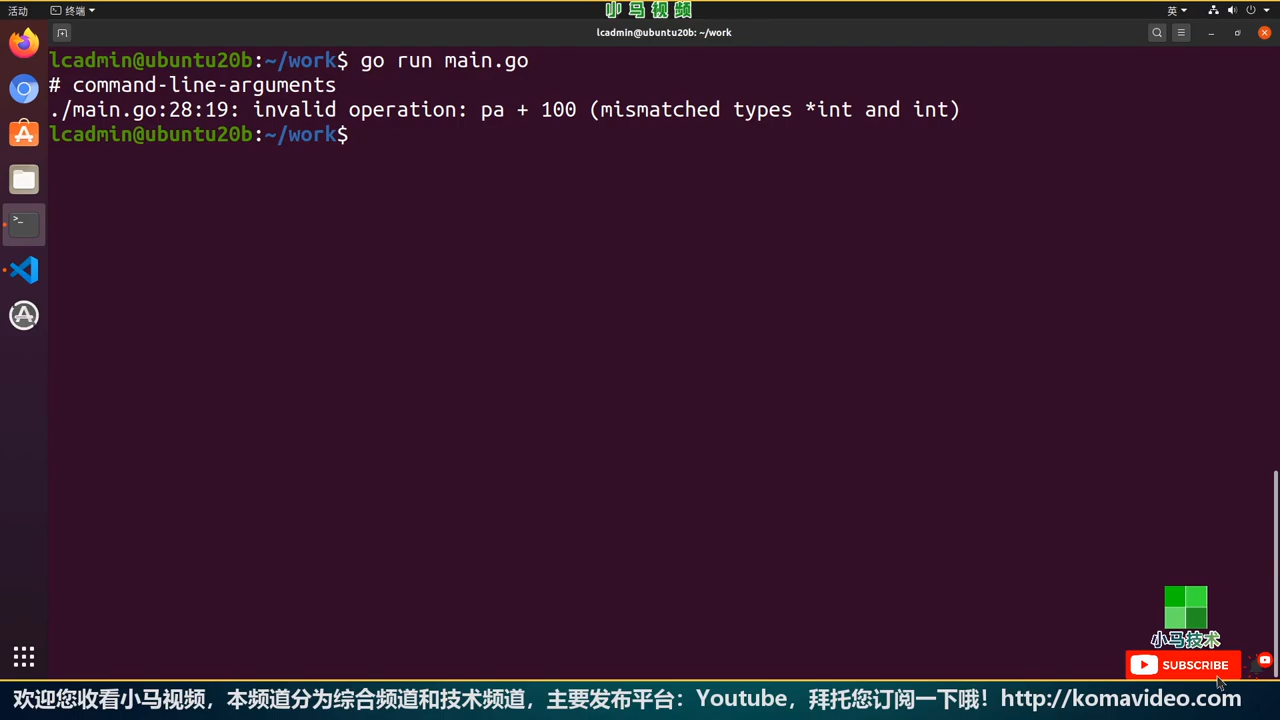 活动
终端
小马视频
英
lcadmin@ubuntu20b: ~/work
lcadmin@ubuntu20b:~/work$ go run main.go
# command-line-arguments
./main.go:28:19: invalid operation: pa + 100 (mismatched types *int and int)
lcadmin@ubuntu20b:~/work$
小马技术
SUBSCRIBE
欢迎您收看小马视频，本频道分为综合频道和技术频道，主要发布平台：Youtube，拜托您订阅一下哦！http://komavideo.com